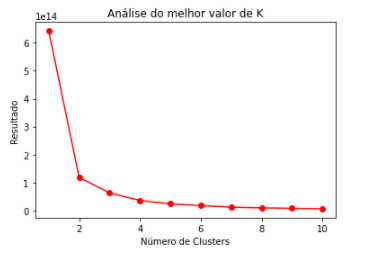 Análise do melhor valor de K
1e14
6
5
4
3
2
1
0
Resultado
2 4 6 8 10
Número de Clusters